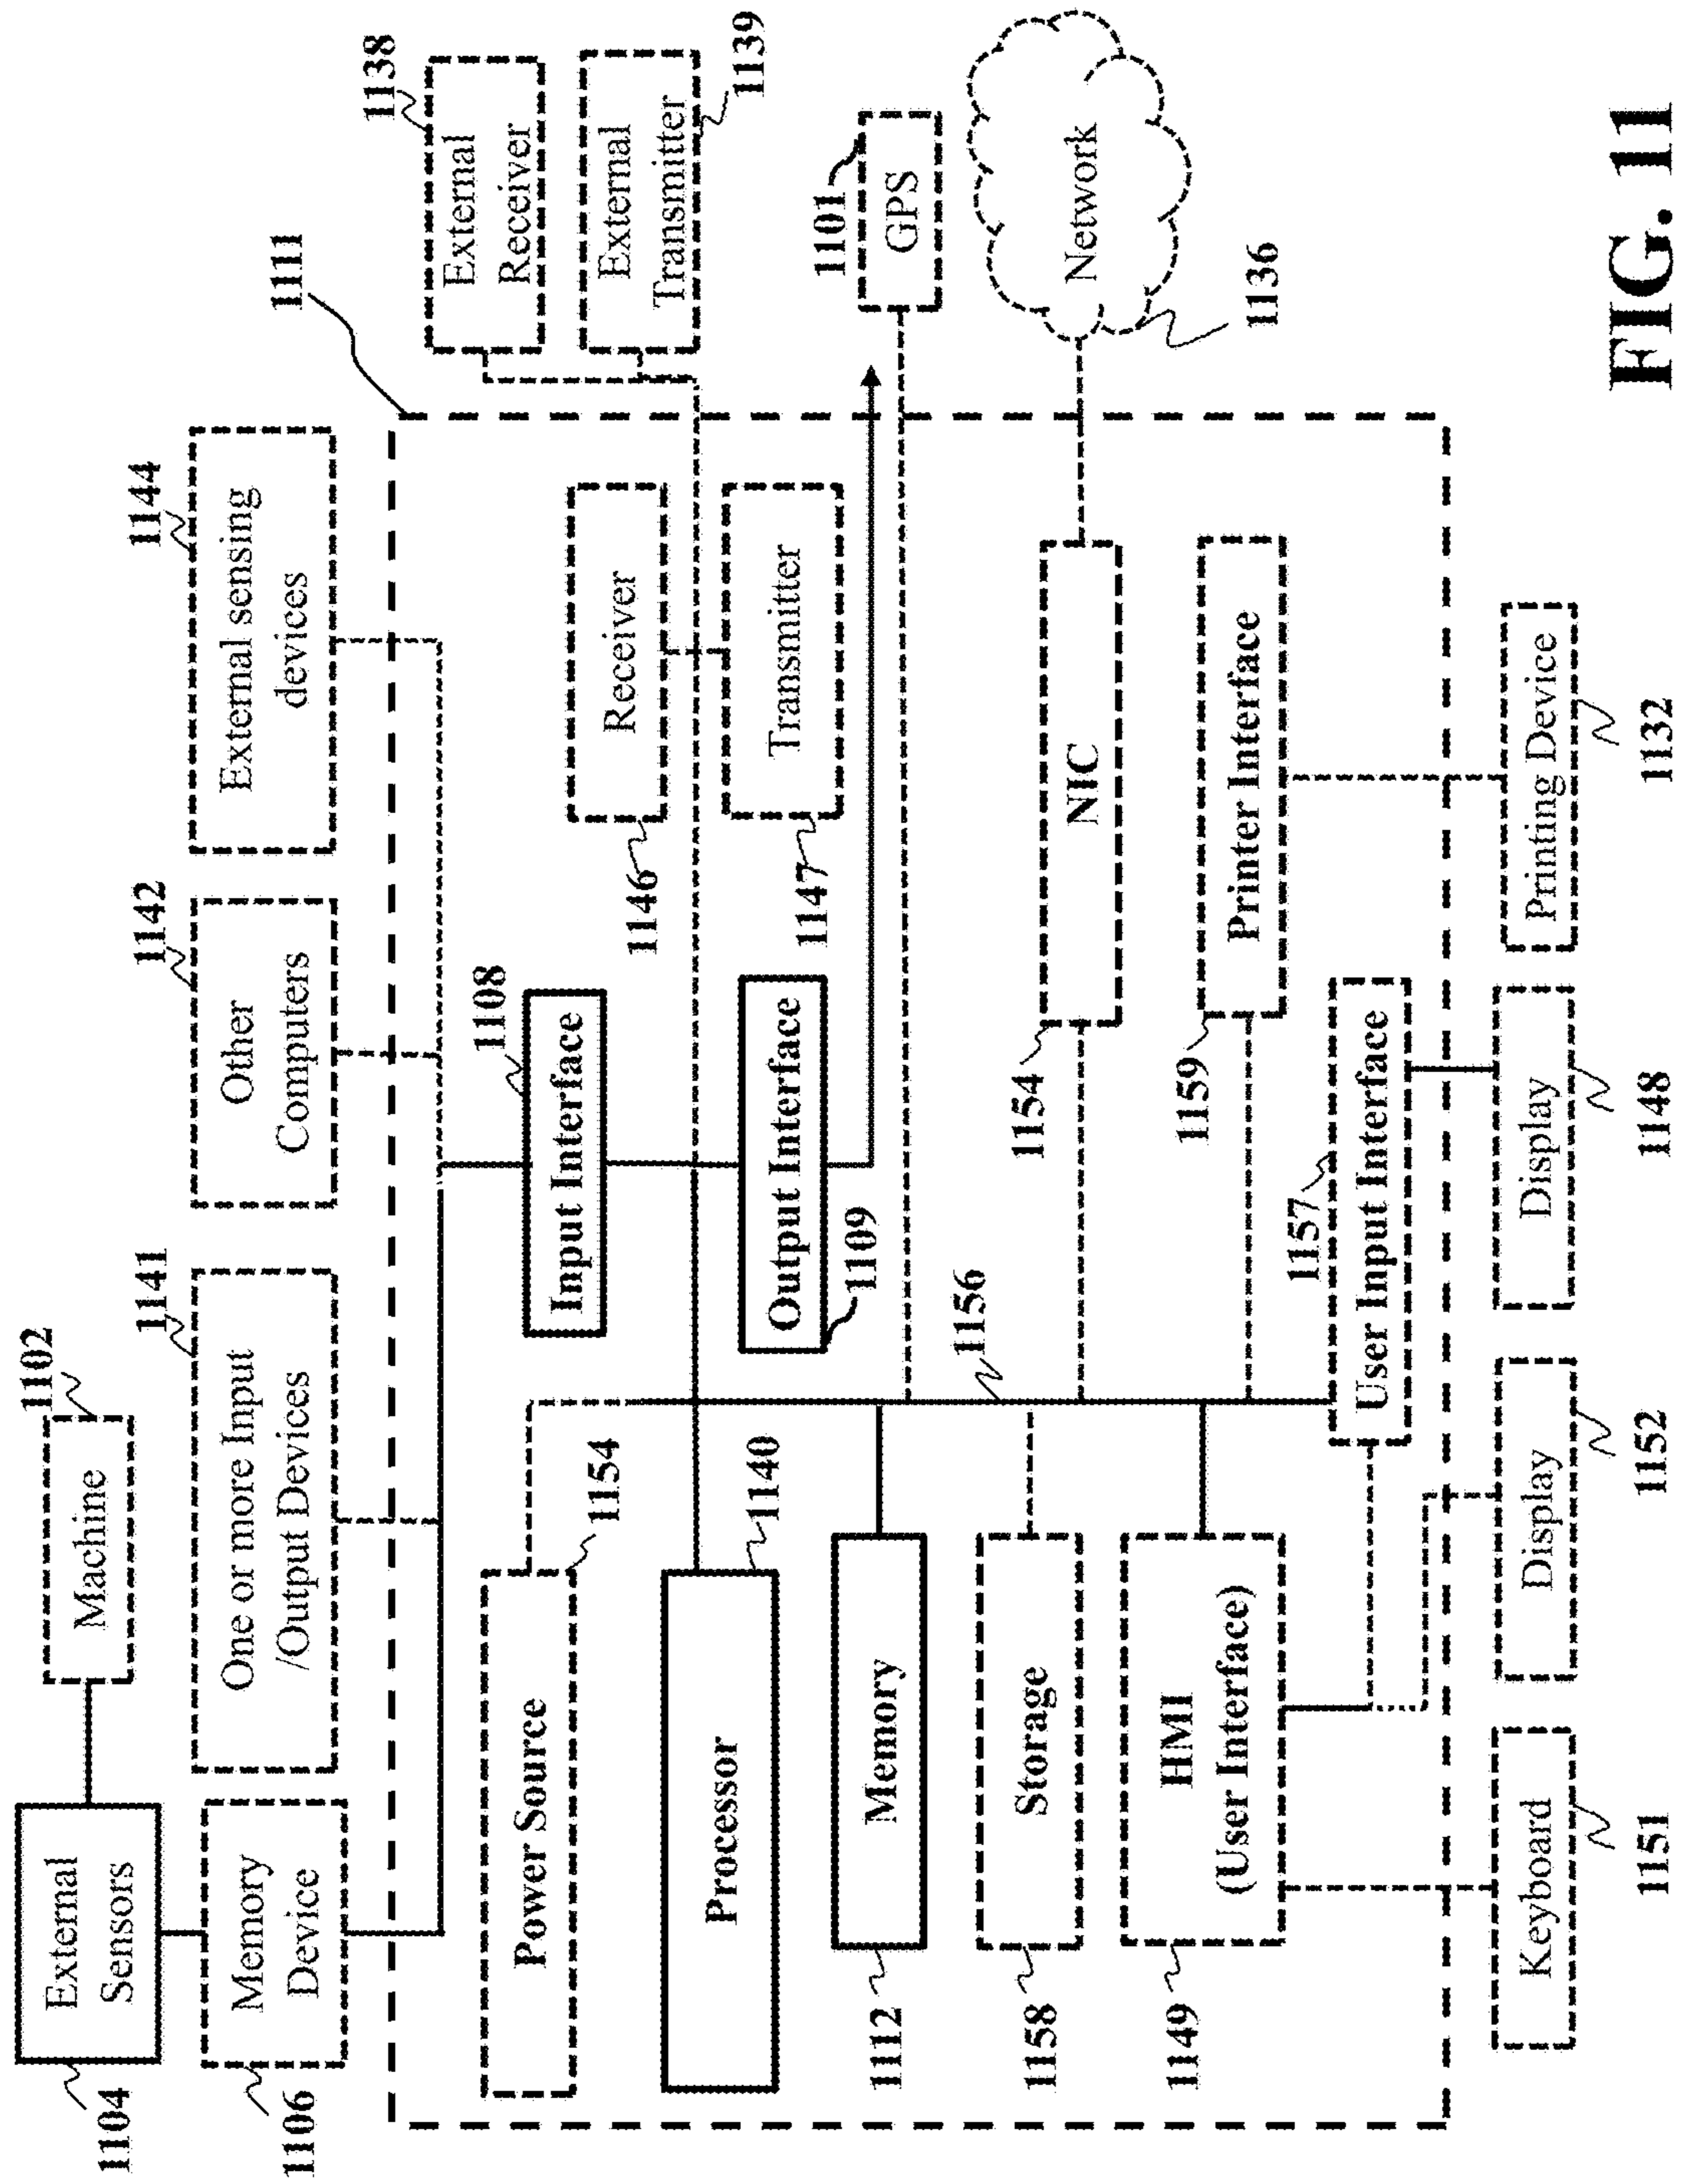 1102
Machine
1104
External
Sensors
1106
Memory
Device
1141
One or more Input
/Output Devices
1142
Other
Computers
1144
External sensing
devices
1111
1138
External
Receiver
1139
External
Transmitter
1154
Power Source
1108
Input Interface
1146
Receiver
1140
Processor
1109
Output Interface
1147
Transmitter
1101
GPS
1112
Memory
1156
1158
Storage
1154
NIC
Network
1136
1149
HMI
(User Interface)
1159
Printer Interface
1157
User Input Interface
Keyboard
1151
Display
1152
Display
1148
Printing Device
1132
FIG. 11